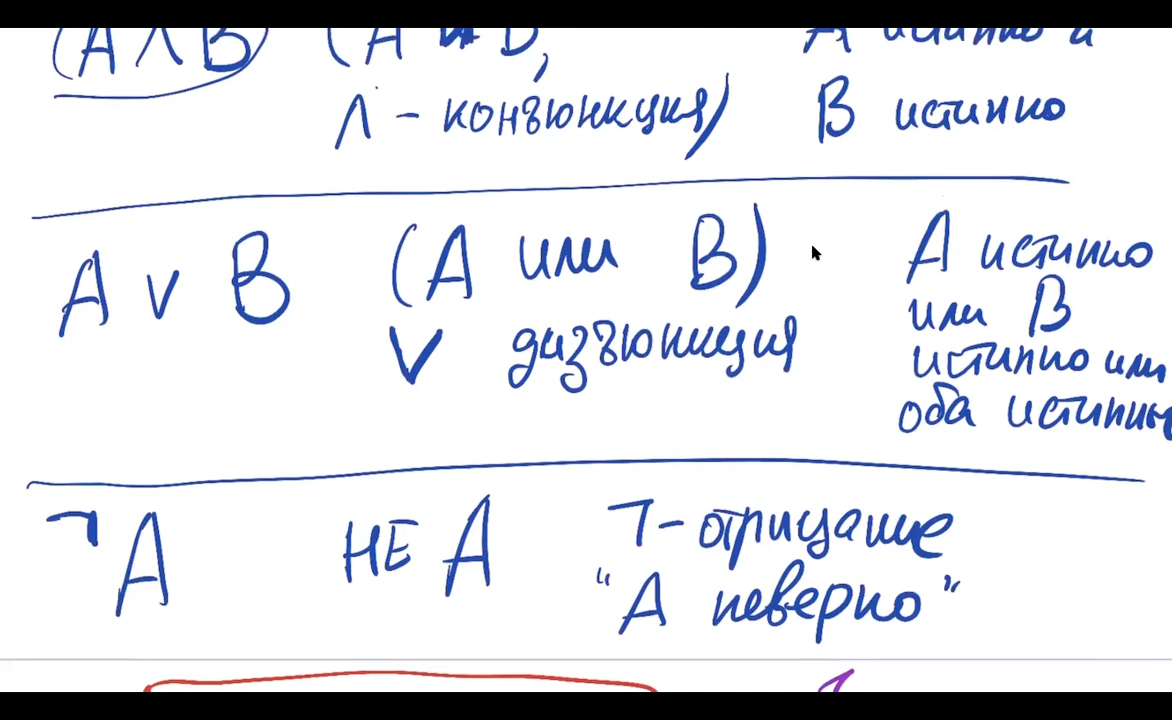 (A ∧ B) (A и B, A истинно и
∧ - конъюнкция) B истинно
A ∨ B (A или B) A истинно
или B
∨ дизъюнкция истинно или
оба истинны
¬A НЕ A ¬ - отрицание
“A неверно”